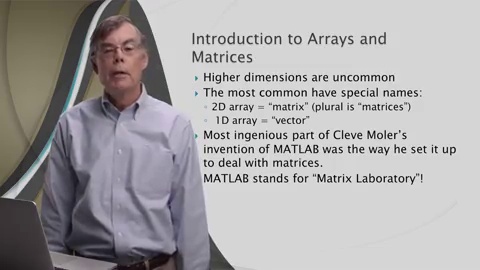 Introduction to Arrays and
Matrices
Higher dimensions are uncommon
The most common have special names:
2D array = "matrix" (plural is "matrices")
1D array = "vector"
Most ingenious part of Cleve Moler's
invention of MATLAB was the way he set it up
to deal with matrices.
MATLAB stands for "Matrix Laboratory"!